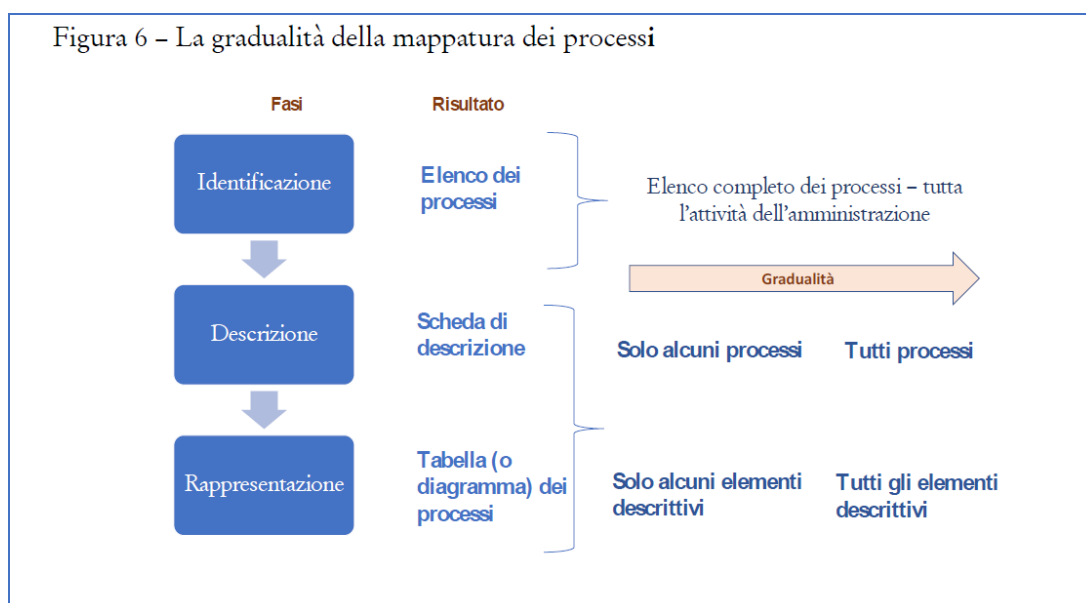 Figura 6 – La gradualità della mappatura dei processi
Fasi
Risultato
Identificazione
Elenco dei
processi
Elenco completo dei processi – tutta
l'attività dell'amministrazione
Gradualità
Descrizione
Scheda di
descrizione
Solo alcuni processi
Tutti processi
Rappresentazione
Tabella (o
diagramma) dei
processi
Solo alcuni elementi
descrittivi
Tutti gli elementi
descrittivi